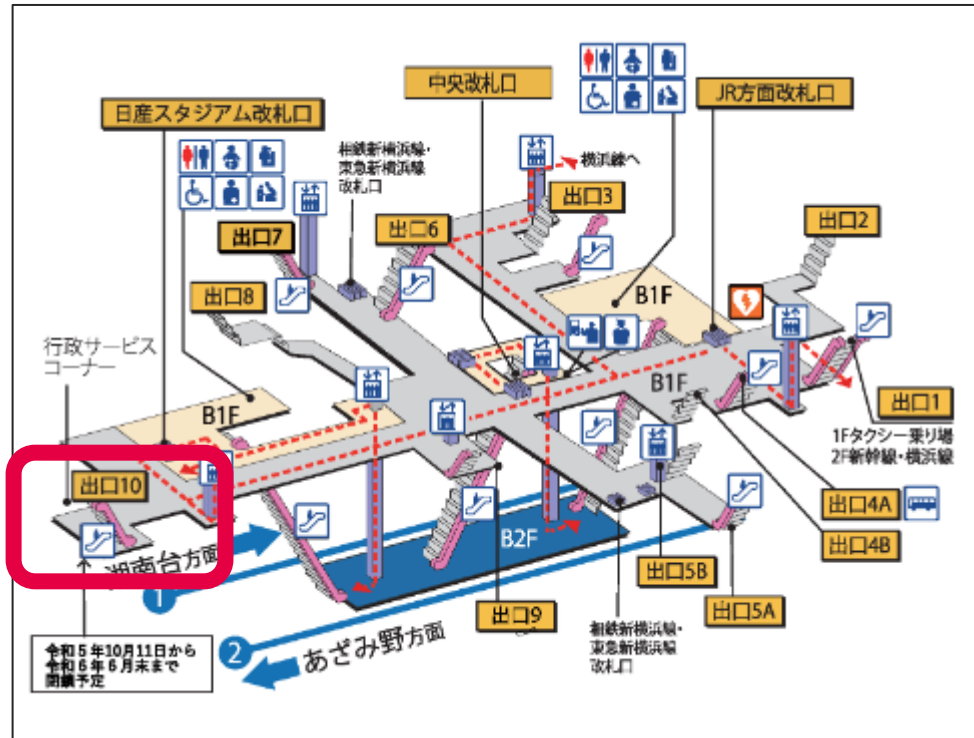 中央改札口
JR方面改札口
日産スタジアム改札口
相鉄新横浜線・
東急新横浜線
改札口
横浜線へ
出口3
出口2
出口7
出口6
出口8
B1F
行政サービス
コーナー
B1F
B1F
出口1
1Fタクシー乗り場
2F新幹線・横浜線
出口10
出口4A
出口4B
B2F
湖南台方面
1
出口5B
出口9
出口5A
2
あざみ野方面
相鉄新横浜線・
東急新横浜線
改札口
令和5年10月11日から
令和6年6月末まで
閉鎖予定